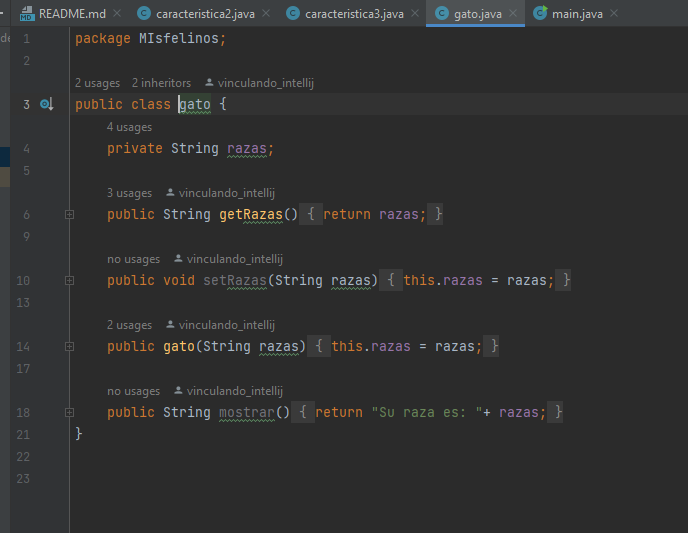 README.md caracteristica2.java caracteristica3.java gato.java main.java
1 package MIsfelinos;
2
2 usages 2 inheritors vinculando_intellij
3 public class gato {
4 usages
4 private String razas;
5
3 usages vinculando_intellij
6 public String getRazas() { return razas; }
9
no usages vinculando_intellij
10 public void setRazas(String razas) { this.razas = razas; }
13
2 usages vinculando_intellij
14 public gato(String razas) { this.razas = razas; }
17
no usages vinculando_intellij
18 public String mostrar() { return "Su raza es: "+ razas; }
21 }
22
23